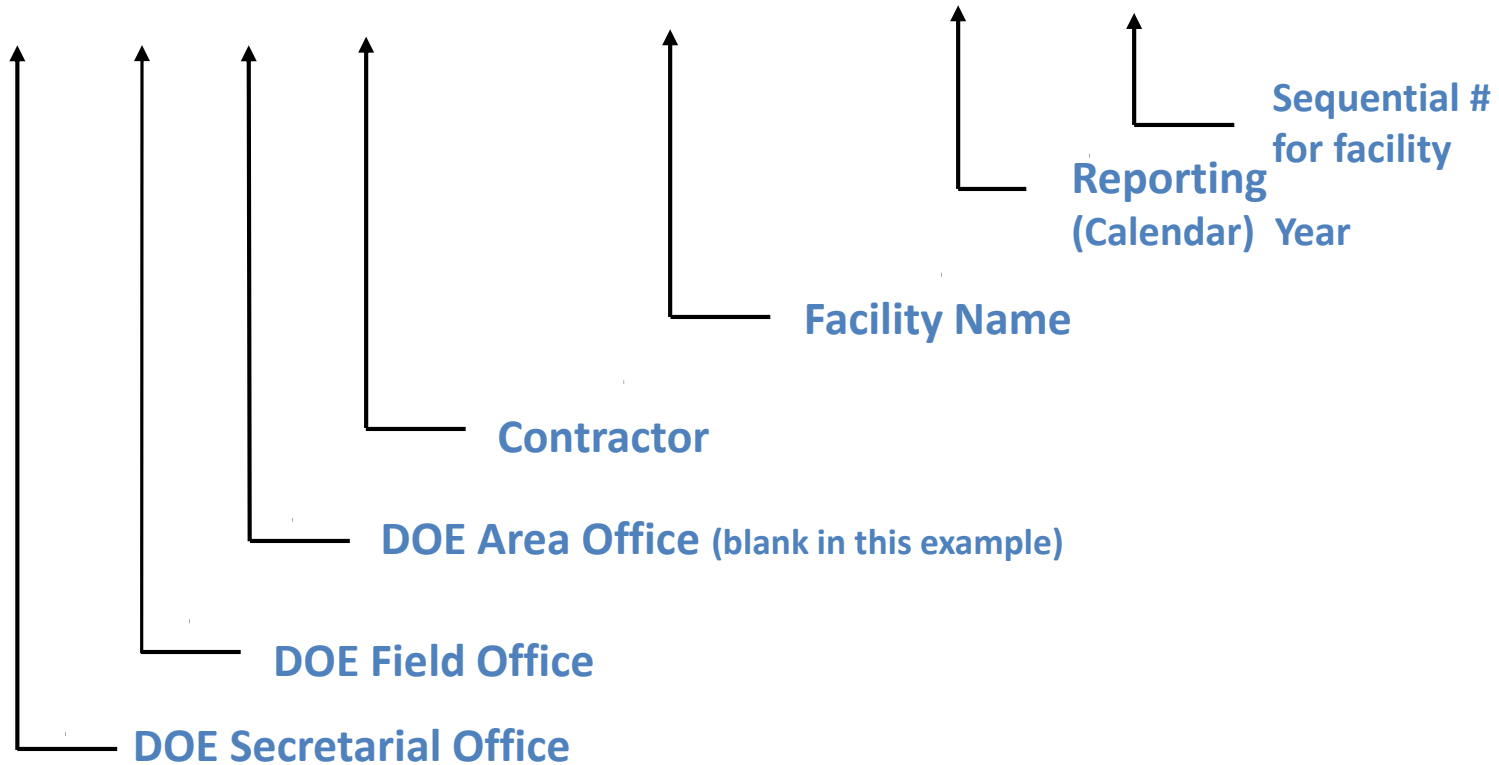 Sequential #
for facility
Reporting
(Calendar) Year
Facility Name
Contractor
DOE Area Office (blank in this example)
DOE Field Office
DOE Secretarial Office